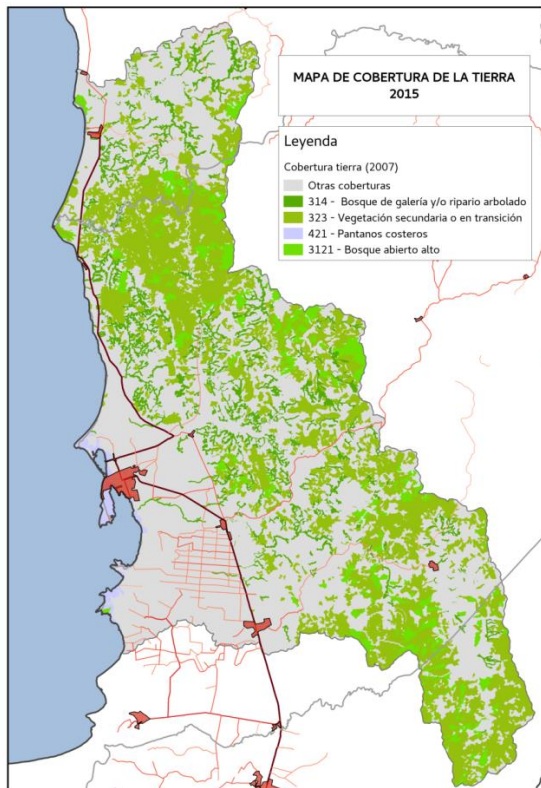 MAPA DE COBERTURA DE LA TIERRA
2015
Leyenda
Cobertura tierra (2007)
Otras coberturas
314 - Bosque de galería y/o ripario arbolado
323 - Vegetación secundaria o en transición
421 - Pantanos costeros
3121 - Bosque abierto alto